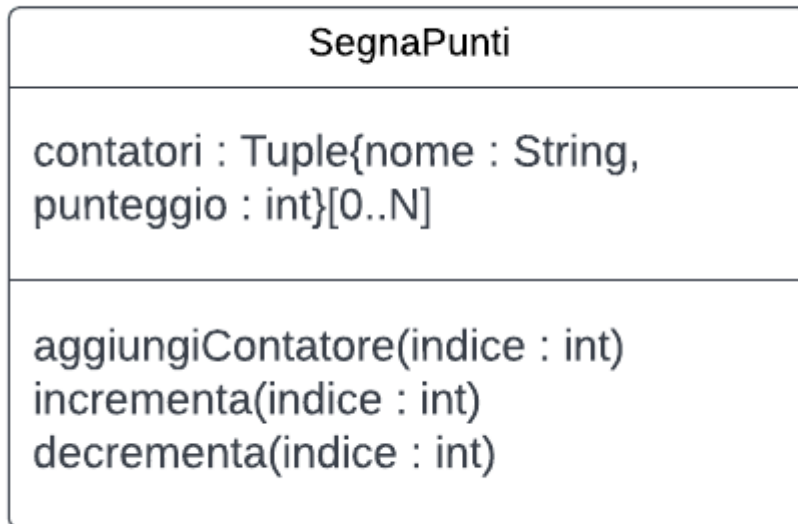 SegnaPunti
contatori : Tuple{nome : String,
punteggio : int}[0..N]
aggiungiContatore(indice : int)
incrementa(indice : int)
decrementa(indice : int)